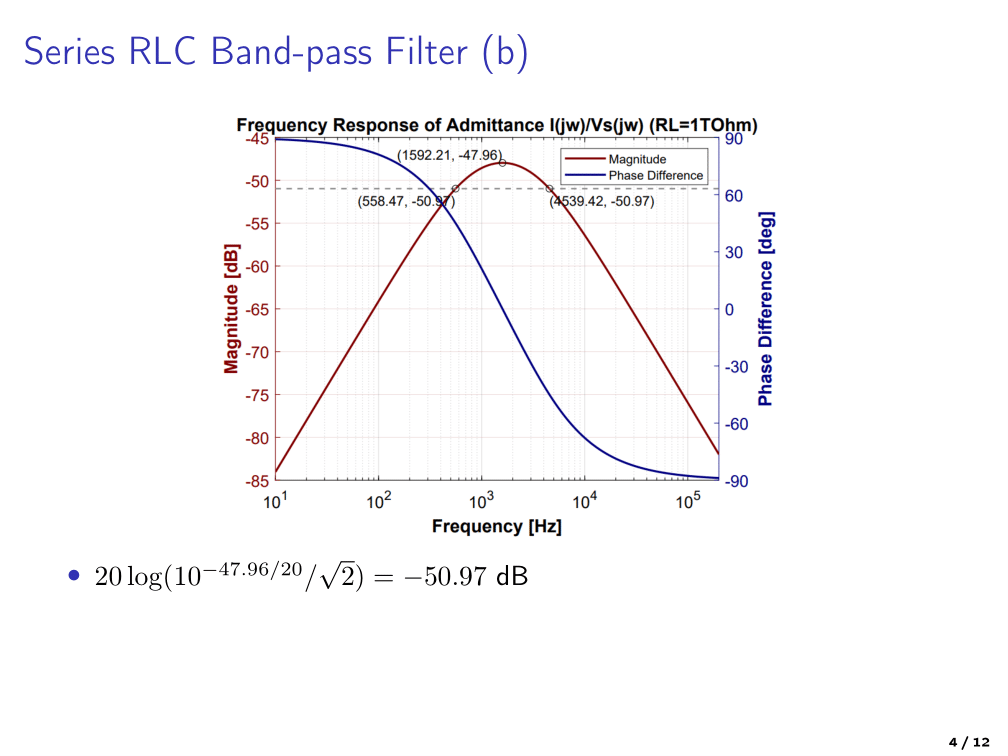 Series RLC Band-pass Filter (b)
Frequency Response of Admittance I(jw)/Vs(jw) (RL=1TOhm)
-45
-50
-55
-60
-65
-70
-75
-80
-85
Magnitude [dB]
(1592.21, -47.96)
(558.47, -50.97)
(4539.42, -50.97)
Magnitude
Phase Difference
90
60
30
0
-30
-60
-90
Phase Difference [deg]
10^1 10^2 10^3 10^4 10^5
Frequency [Hz]
• 20 log(10^{-47.96/20}/√2) = −50.97 dB
4 / 12